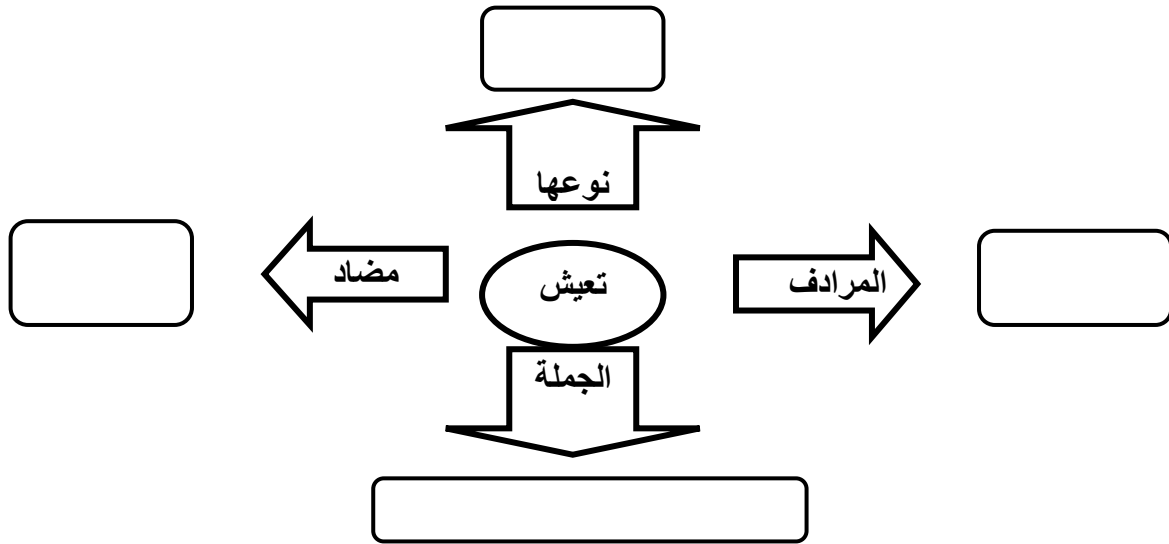 نوعها
المرادف
تعيش
مضاد
الجملة